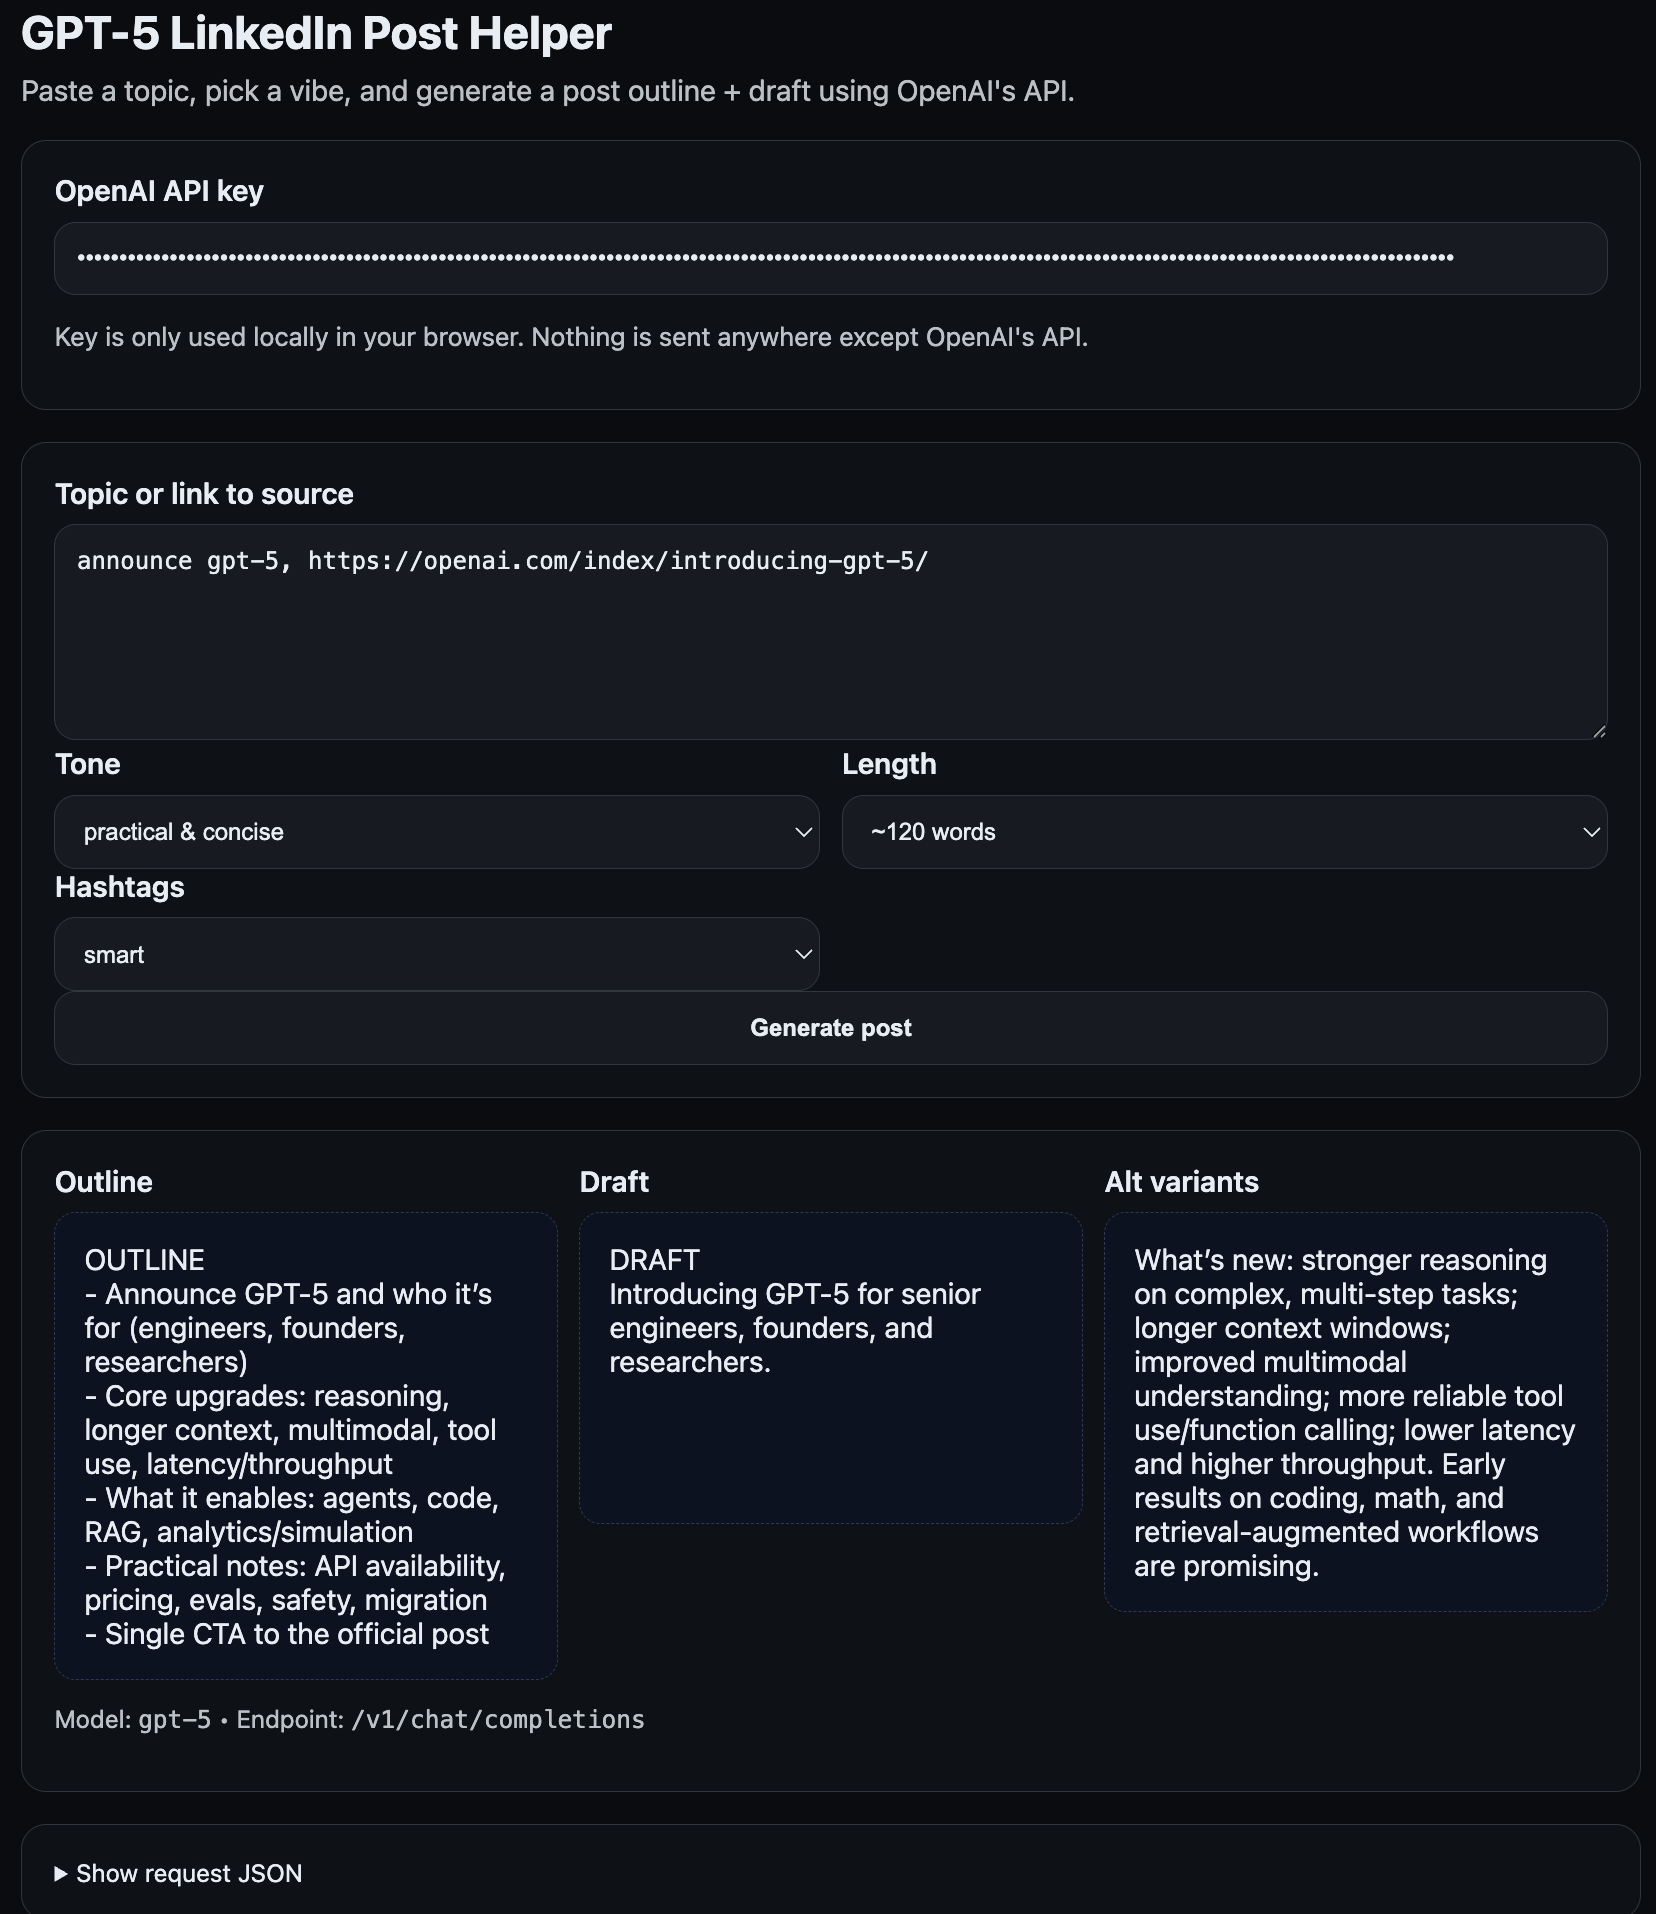 GPT-5 LinkedIn Post Helper
Paste a topic, pick a vibe, and generate a post outline + draft using OpenAI's API.
OpenAI API key
Key is only used locally in your browser. Nothing is sent anywhere except OpenAI's API.
Topic or link to source
announce gpt-5, https://openai.com/index/introducing-gpt-5/
Tone
Length
practical & concise
~120 words
Hashtags
smart
Generate post
Outline
OUTLINE
- Announce GPT-5 and who it’s
for (engineers, founders,
researchers)
- Core upgrades: reasoning,
longer context, multimodal, tool
use, latency/throughput
- What it enables: agents, code,
RAG, analytics/simulation
- Practical notes: API availability,
pricing, evals, safety, migration
- Single CTA to the official post
Draft
DRAFT
Introducing GPT-5 for senior
engineers, founders, and
researchers.
Alt variants
What’s new: stronger reasoning
on complex, multi-step tasks;
longer context windows;
improved multimodal
understanding; more reliable tool
use/function calling; lower latency
and higher throughput. Early
results on coding, math, and
retrieval-augmented workflows
are promising.
Model: gpt-5 • Endpoint: /v1/chat/completions
Show request JSON